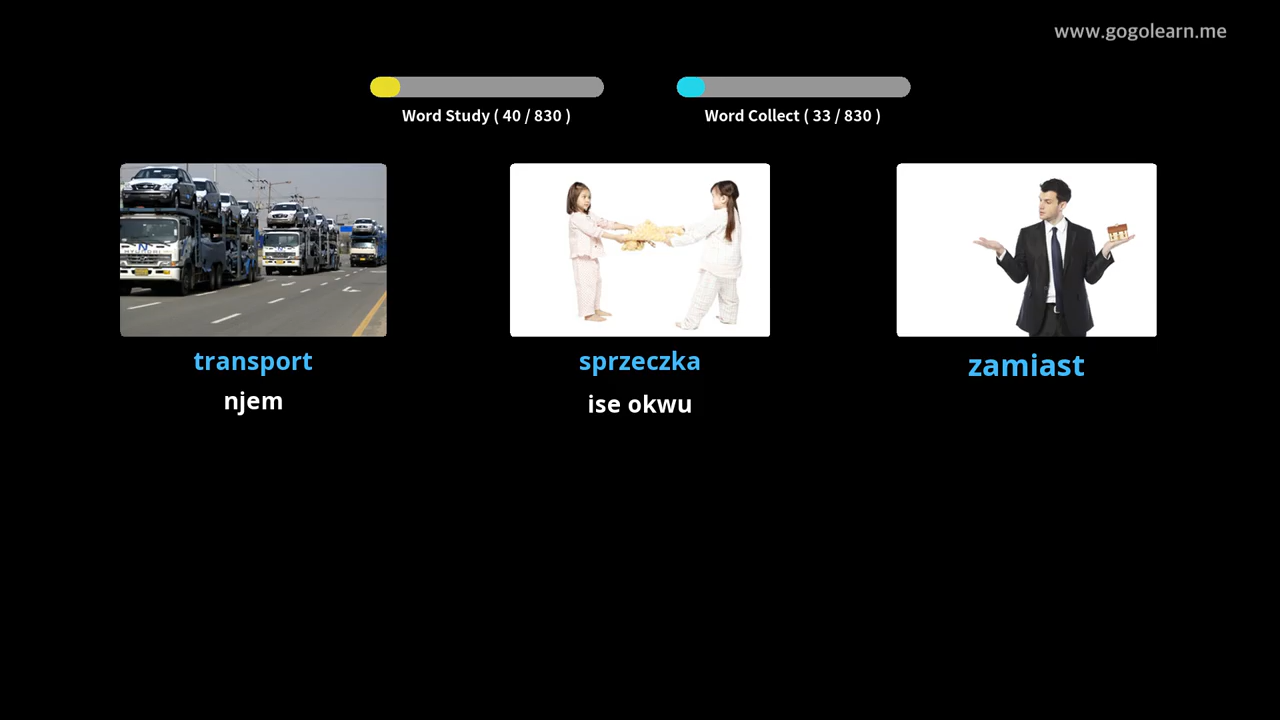 www.gogolearn.me
Word Study ( 40 / 830 )
Word Collect ( 33 / 830 )
transport
sprzeczka
zamiast
njem
ise okwu